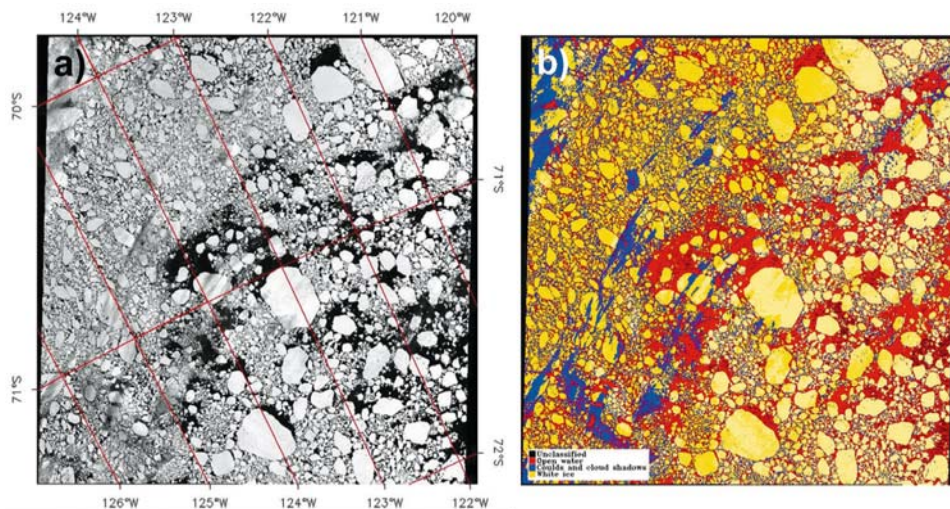 124°W 123°W 122°W 121°W 120°W
a)
b)
70°S
71°S
71°S
72°S
126°W 125°W 124°W 123°W 122°W
Unclassified
Open water
Coulds and cloud shadows
White ice